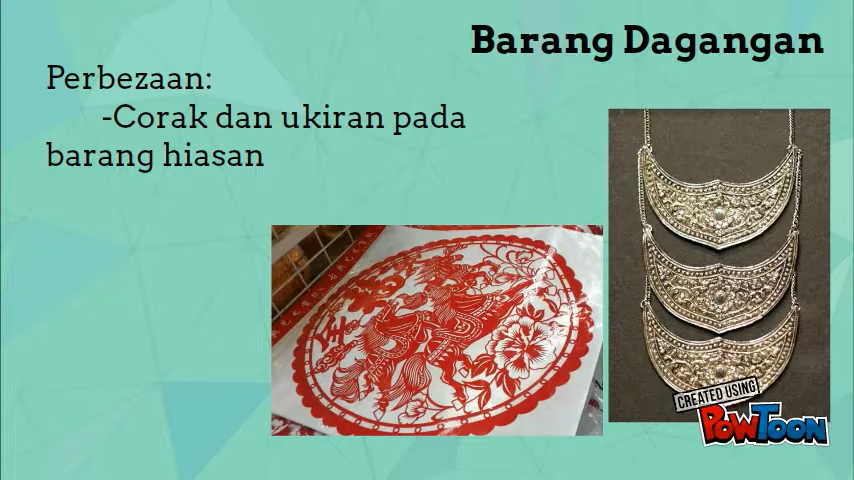 Barang Dagangan
Perbezaan:
-Corak dan ukiran pada
barang hiasan
CREATED USING
POWTOON